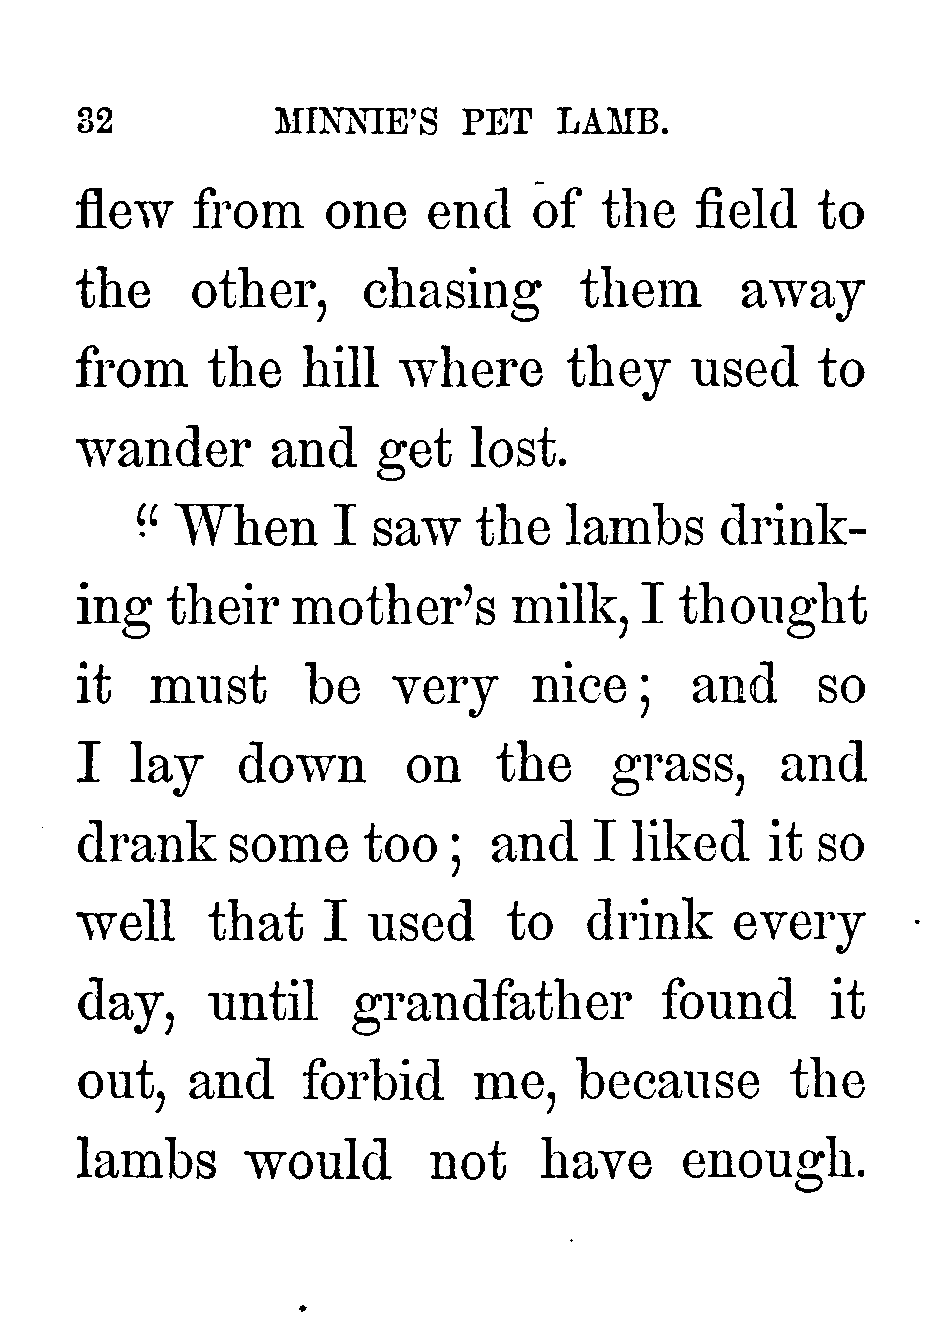 32 MINNIE'S PET LAMB.
flew from one end of the field to
the other, chasing them away
from the hill where they used to
wander and get lost.
“ When I saw the lambs drink-
ing their mother's milk, I thought
it must be very nice ; and so
I lay down on the grass, and
drank some too ; and I liked it so
well that I used to drink every
day, until grandfather found it
out, and forbid me, because the
lambs would not have enough.